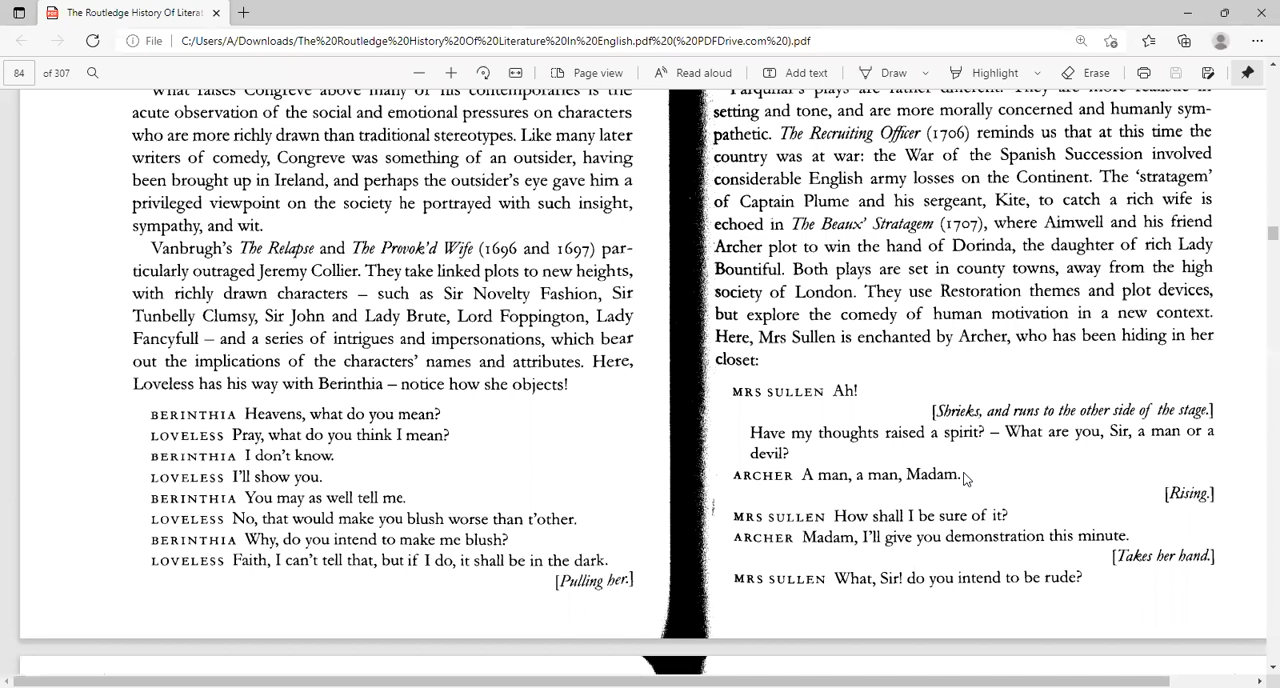 The Routledge History Of Literat
File C:/Users/A/Downloads/The%20Routledge%20History%20Of%20Literature%20In%20English.pdf%20(%20PDFDrive.com%20).pdf
84 of 307 Page view Read aloud Add text Draw Highlight Erase
What raises Congreve above many of his contemporaries is the
acute observation of the social and emotional pressures on characters
who are more richly drawn than traditional stereotypes. Like many later
writers of comedy, Congreve was something of an outsider, having
been brought up in Ireland, and perhaps the outsider's eye gave him a
privileged viewpoint on the society he portrayed with such insight,
sympathy, and wit.
Vanbrugh's The Relapse and The Provok'd Wife (1696 and 1697) par-
ticularly outraged Jeremy Collier. They take linked plots to new heights,
with richly drawn characters – such as Sir Novelty Fashion, Sir
Tunbelly Clumsy, Sir John and Lady Brute, Lord Foppington, Lady
Fancyfull – and a series of intrigues and impersonations, which bear
out the implications of the characters' names and attributes. Here,
Loveless has his way with Berinthia – notice how she objects!
BERINTHIA Heavens, what do you mean?
LOVELESS Pray, what do you think I mean?
BERINTHIA I don't know.
LOVELESS I'll show you.
BERINTHIA You may as well tell me.
LOVELESS No, that would make you blush worse than t'other.
BERINTHIA Why, do you intend to make me blush?
LOVELESS Faith, I can't tell that, but if I do, it shall be in the dark.
[Pulling her.]
Farquhar's plays are rather different. They are more realistic in
setting and tone, and are more morally concerned and humanly sym-
pathetic. The Recruiting Officer (1706) reminds us that at this time the
country was at war: the War of the Spanish Succession involved
considerable English army losses on the Continent. The 'stratagem'
of Captain Plume and his sergeant, Kite, to catch a rich wife is
echoed in The Beaux' Stratagem (1707), where Aimwell and his friend
Archer plot to win the hand of Dorinda, the daughter of rich Lady
Bountiful. Both plays are set in county towns, away from the high
society of London. They use Restoration themes and plot devices,
but explore the comedy of human motivation in a new context.
Here, Mrs Sullen is enchanted by Archer, who has been hiding in her
closet:
MRS SULLEN Ah!
[Shrieks, and runs to the other side of the stage.]
Have my thoughts raised a spirit? – What are you, Sir, a man or a
devil?
ARCHER A man, a man, Madam.
[Rising.]
MRS SULLEN How shall I be sure of it?
ARCHER Madam, I'll give you demonstration this minute.
[Takes her hand.]
MRS SULLEN What, Sir! do you intend to be rude?